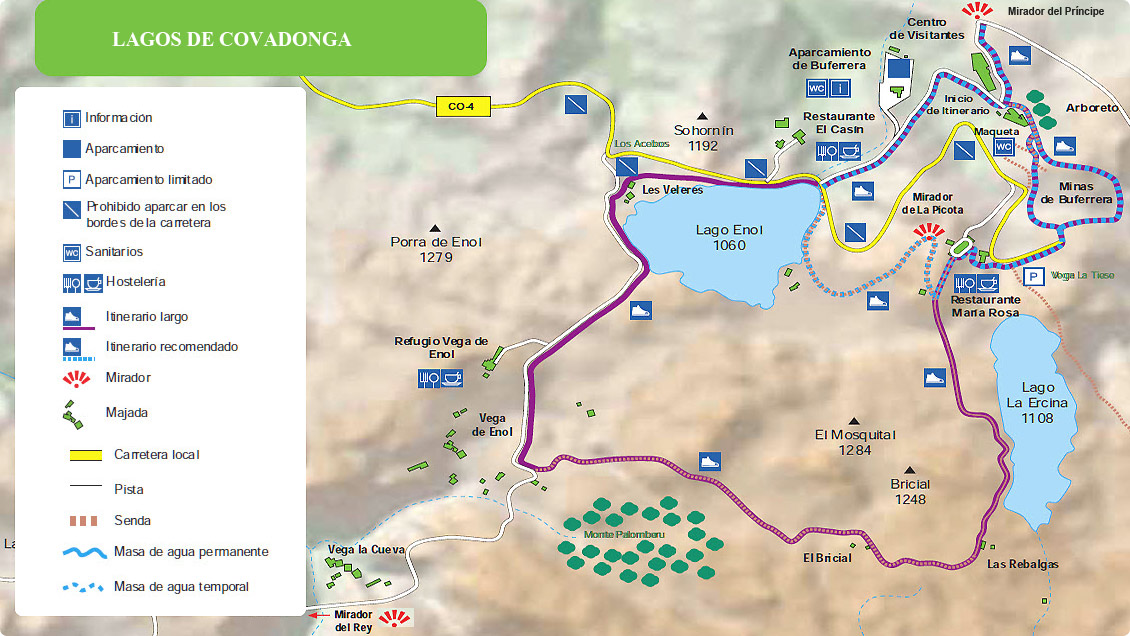 LAGOS DE COVADONGA
i Información
Aparcamiento
P Aparcamiento limitado
Prohibido aparcar en los
bordes de la carretera
WC Sanitarios
Hostelería
Itinerario largo
Itinerario recomendado
Mirador
Majada
Carretera local
Pista
Senda
Masa de agua permanente
Masa de agua temporal
Mirador del Príncipe
Centro
de Visitantes
Aparcamiento
de Buferrera
WC i
CO-4
Inicio
de Itinerario
Arboreto
Restaurante
El Casín
Sohornín
1192
Los Acebos
Maqueta
WC
Les Veleres
Minas
de Buferrera
Mirador
de La Picota
Lago Enol
1060
Porra de Enol
1279
P
Vega La Tiese
Restaurante
María Rosa
Refugio Vega de
Enol
Lago
La Ercina
1108
Vega
de Enol
El Mosquital
1284
Bricial
1248
Monte Palomberu
La
Vega la Cueva
El Bricial
Las Rebalgas
Mirador
del Rey